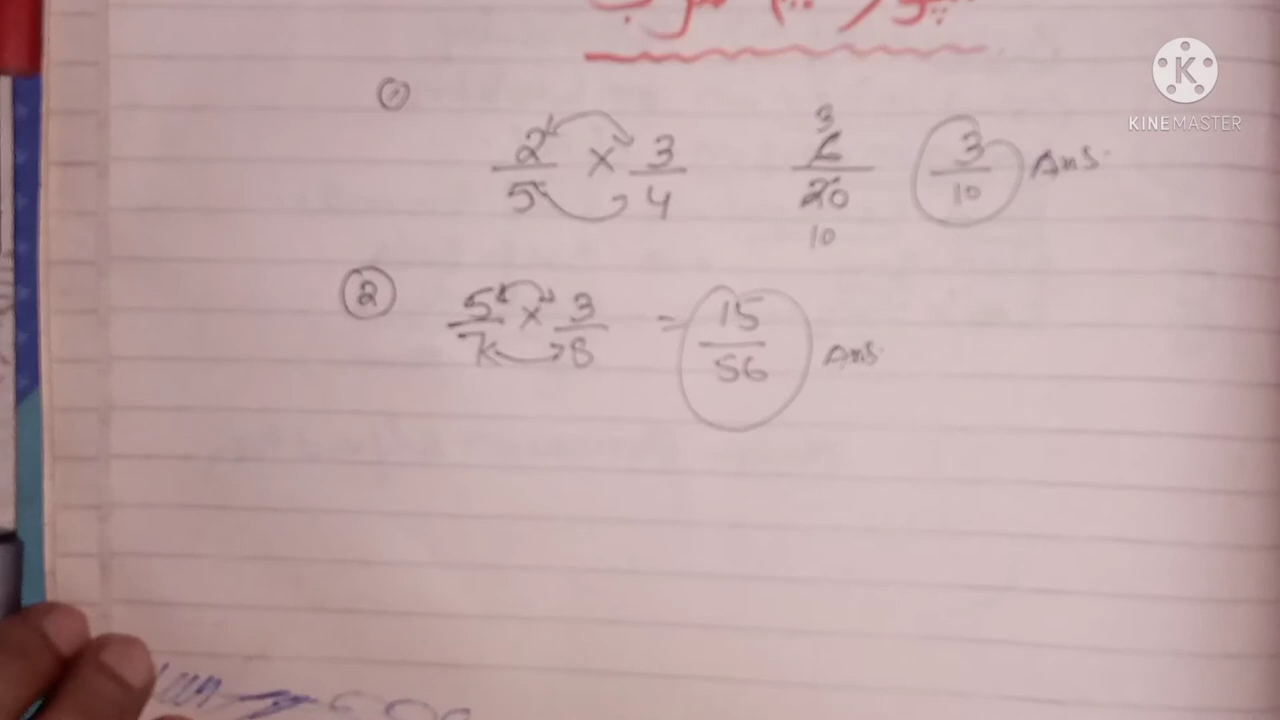 KINEMASTER
①
2/5 × 3/4   6/20   3/10 Ans.
3
10
② 5/7 × 3/8 = 15/56 Ans.